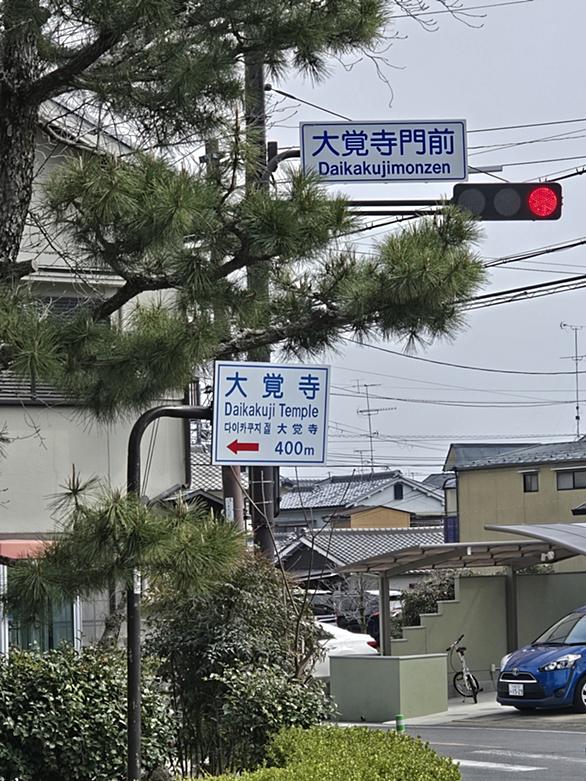 大覚寺門前
Daikakujimonzen
大覚寺
Daikakuji Temple
다이카쿠지 절 大覚寺
400m